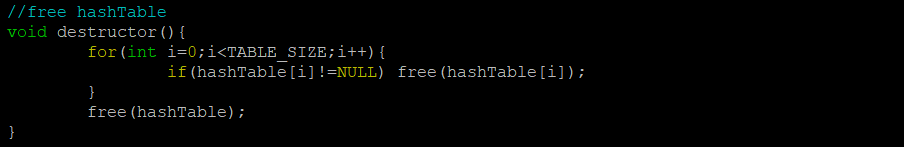 //free hashTable
void destructor(){
        for(int i=0;i<TABLE_SIZE;i++){
                if(hashTable[i]!=NULL) free(hashTable[i]);
        }
        free(hashTable);
}